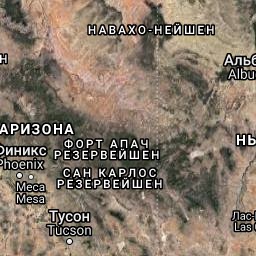 НАВАХО-НЕЙШЕН
Альб
Albu
АРИЗОНА
Финикс
Phoenix
ФОРТ АПАЧ
РЕЗЕРВЕЙШЕН
НЬ
Меса
Mesa
САН КАРЛОС
РЕЗЕРВЕЙШЕН
Тусон
Tucson
Лас-
Las C